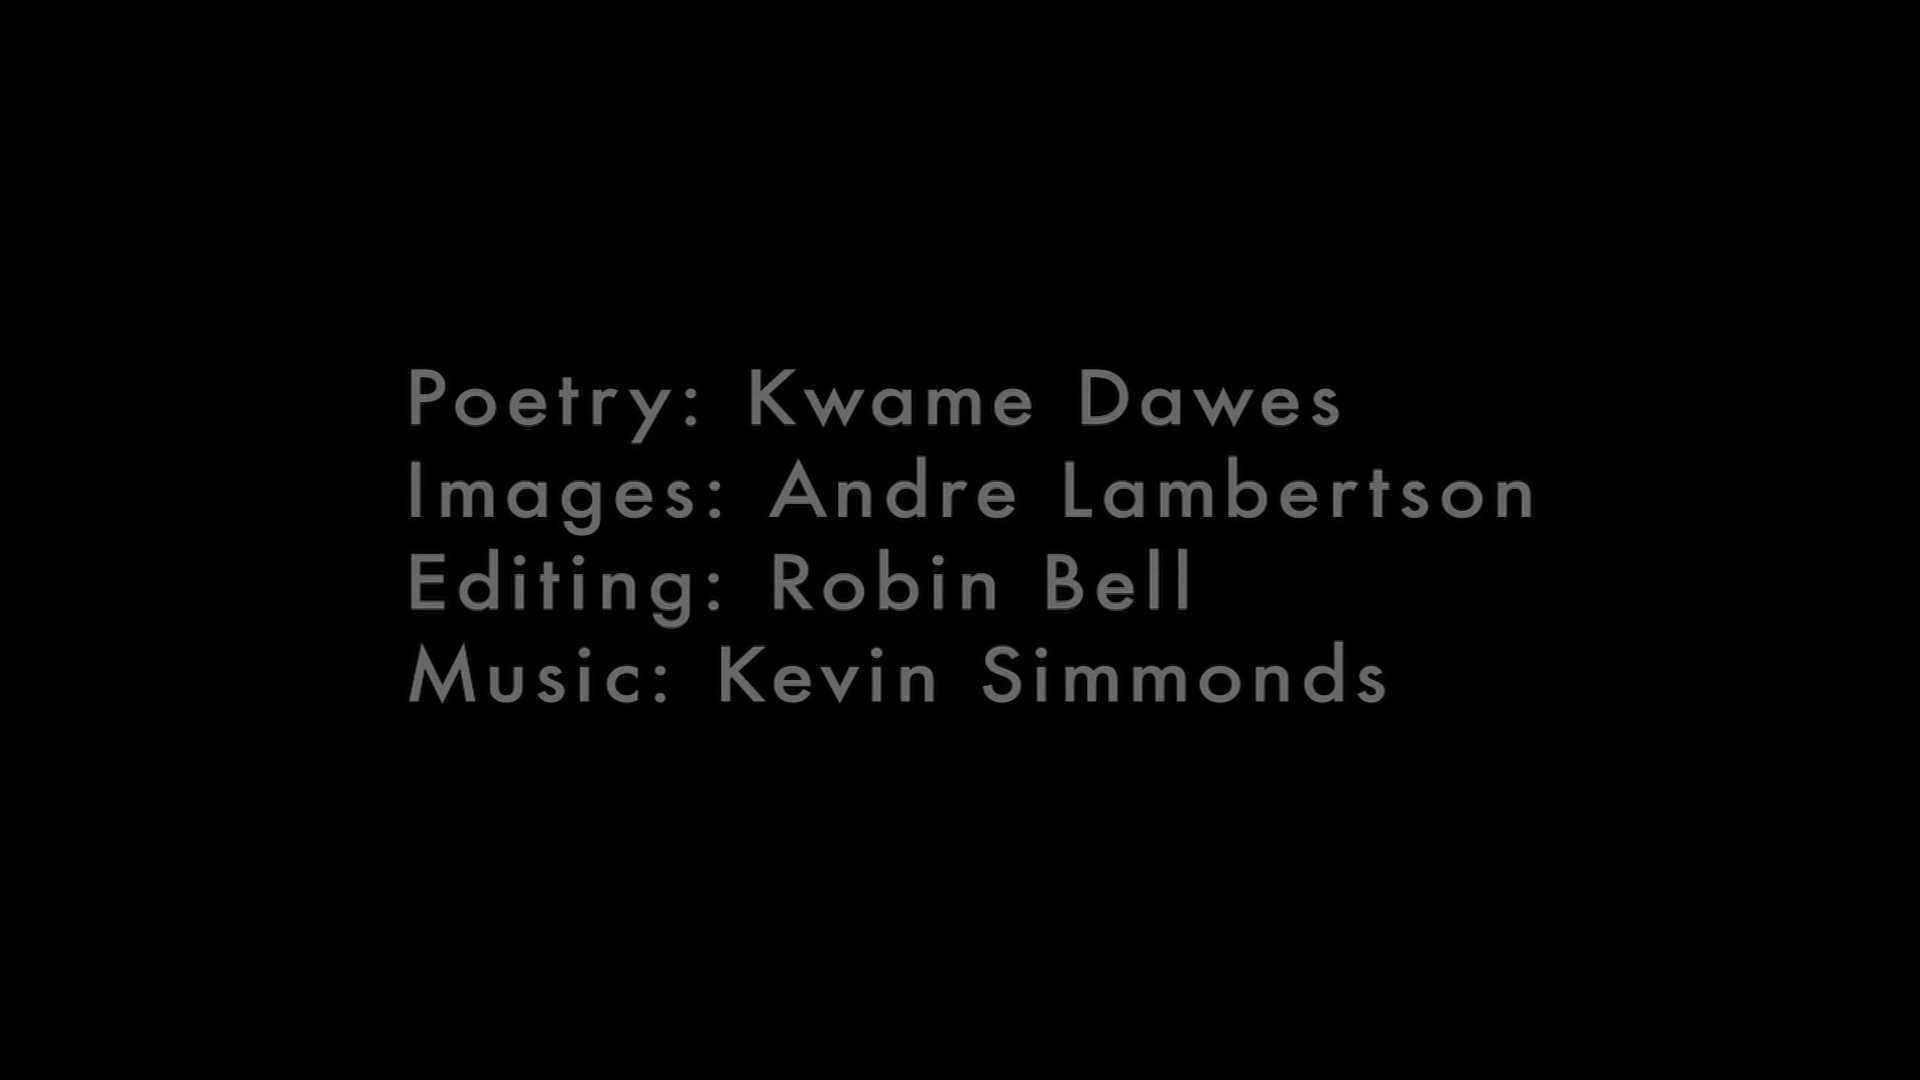 Poetry: Kwame Dawes
Images: Andre Lambertson
Editing: Robin Bell
Music: Kevin Simmonds